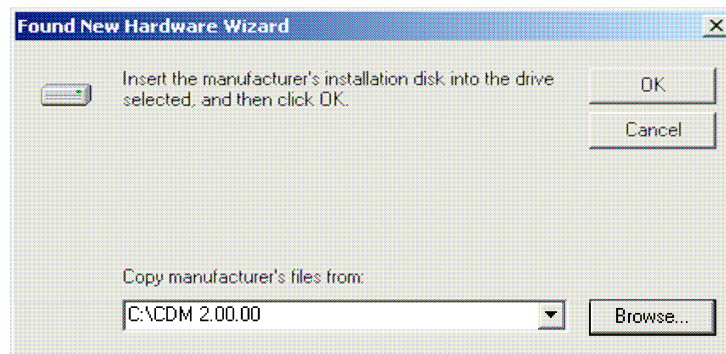 Found New Hardware Wizard
Insert the manufacturer's installation disk into the drive
selected, and then click OK.
OK
Cancel
Copy manufacturer's files from:
C:\CDM 2.00.00
Browse...